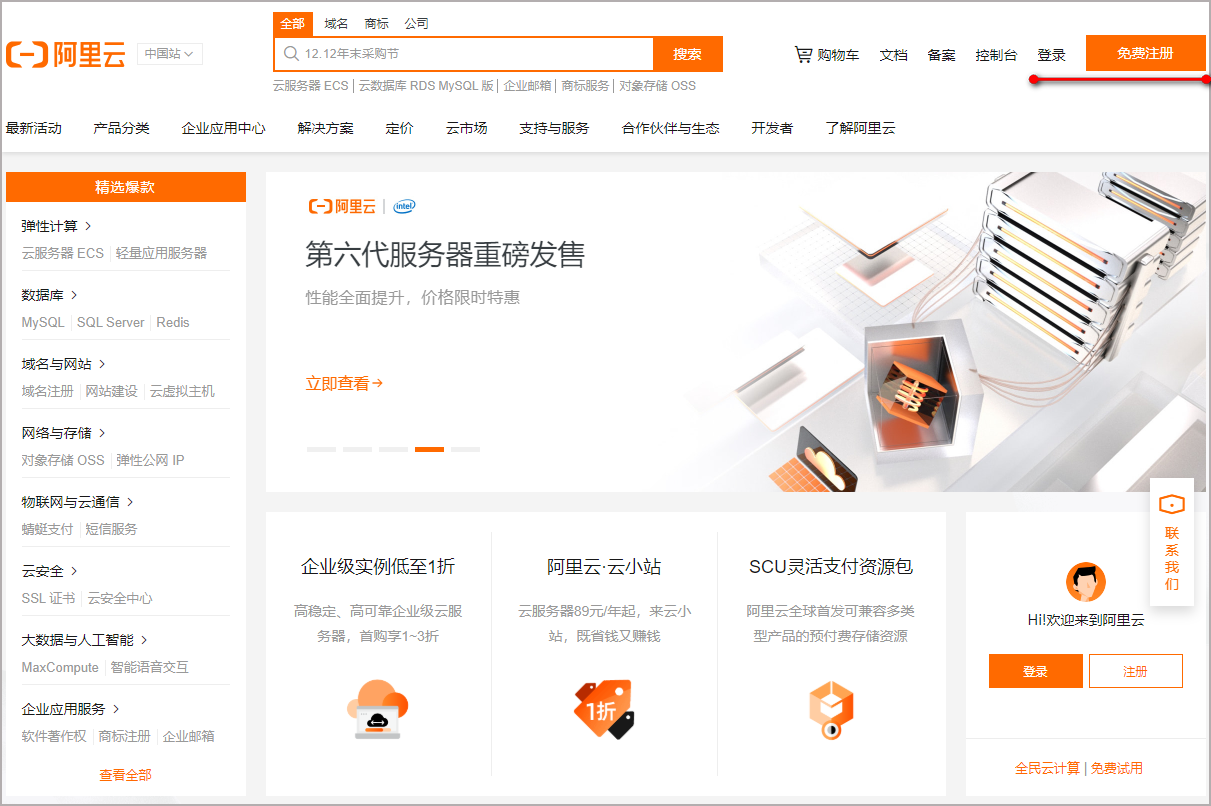 全部 域名 商标 公司
阿里云 中国站
12.12年末采购节 搜索
购物车 文档 备案 控制台 登录 免费注册
云服务器 ECS | 云数据库 RDS MySQL 版 | 企业邮箱 | 商标服务 | 对象存储 OSS
最新活动 产品分类 企业应用中心 解决方案 定价 云市场 支持与服务 合作伙伴与生态 开发者 了解阿里云
精选爆款
弹性计算
云服务器 ECS | 轻量应用服务器
数据库
MySQL | SQL Server | Redis
域名与网站
域名注册 | 网站建设 | 云虚拟主机
网络与存储
对象存储 OSS | 弹性公网 IP
物联网与云通信
蜻蜓支付 | 短信服务
云安全
SSL 证书 | 云安全中心
大数据与人工智能
MaxCompute | 智能语音交互
企业应用服务
软件著作权 | 商标注册 | 企业邮箱
查看全部
阿里云 | intel
第六代服务器重磅发售
性能全面提升，价格限时特惠
立即查看
企业级实例低至1折
高稳定、高可靠企业级云服
务器，首购享1~3折
阿里云·云小站
云服务器89元/年起，来云小
站，既省钱又赚钱
1折
SCU灵活支付资源包
阿里云全球首发可兼容多类
型产品的预付费存储资源
联
系
我
们
Hi!欢迎来到阿里云
登录 注册
全民云计算 | 免费试用